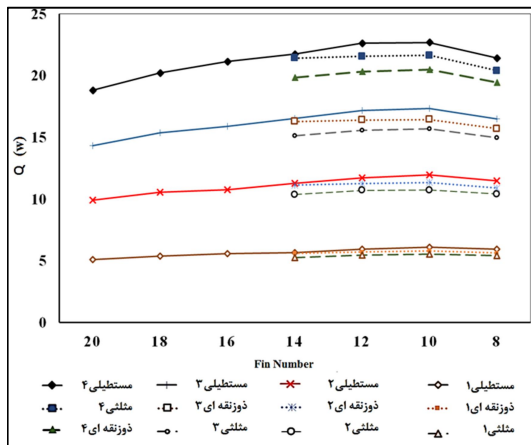 25
20
15
10
5
0
Q (w)
20 18 16 14 12 10 8
Fin Number
مستطیلی۱ مستطیلی۲ مستطیلی۳ مستطیلی۴
ذوزنقه ای۱ ذوزنقه ای۲ ذوزنقه ای۳ مثلثی۴
مثلثی۱ مثلثی۲ مثلثی۳ ذوزنقه ای۴